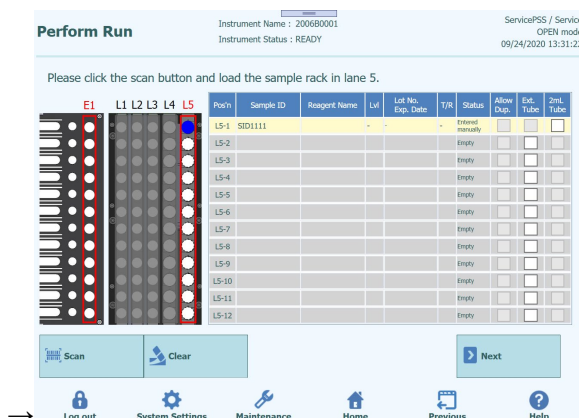 Perform Run
Instrument Name : 2006B0001
Instrument Status : READY
ServicePSS / Service
OPEN mode
09/24/2020 13:31:22
Please click the scan button and load the sample rack in lane 5.
E1 L1 L2 L3 L4 L5
Pos'n Sample ID Reagent Name Lvl Lot No. Exp. Date T/R Status Allow Dup. Ext. Tube 2mL Tube
L5-1 SID1111 - - - Entered manually
L5-2 Empty
L5-3 Empty
L5-4 Empty
L5-5 Empty
L5-6 Empty
L5-7 Empty
L5-8 Empty
L5-9 Empty
L5-10 Empty
L5-11 Empty
L5-12 Empty
Scan Clear Next
Log out System Settings Maintenance Home Previous Help